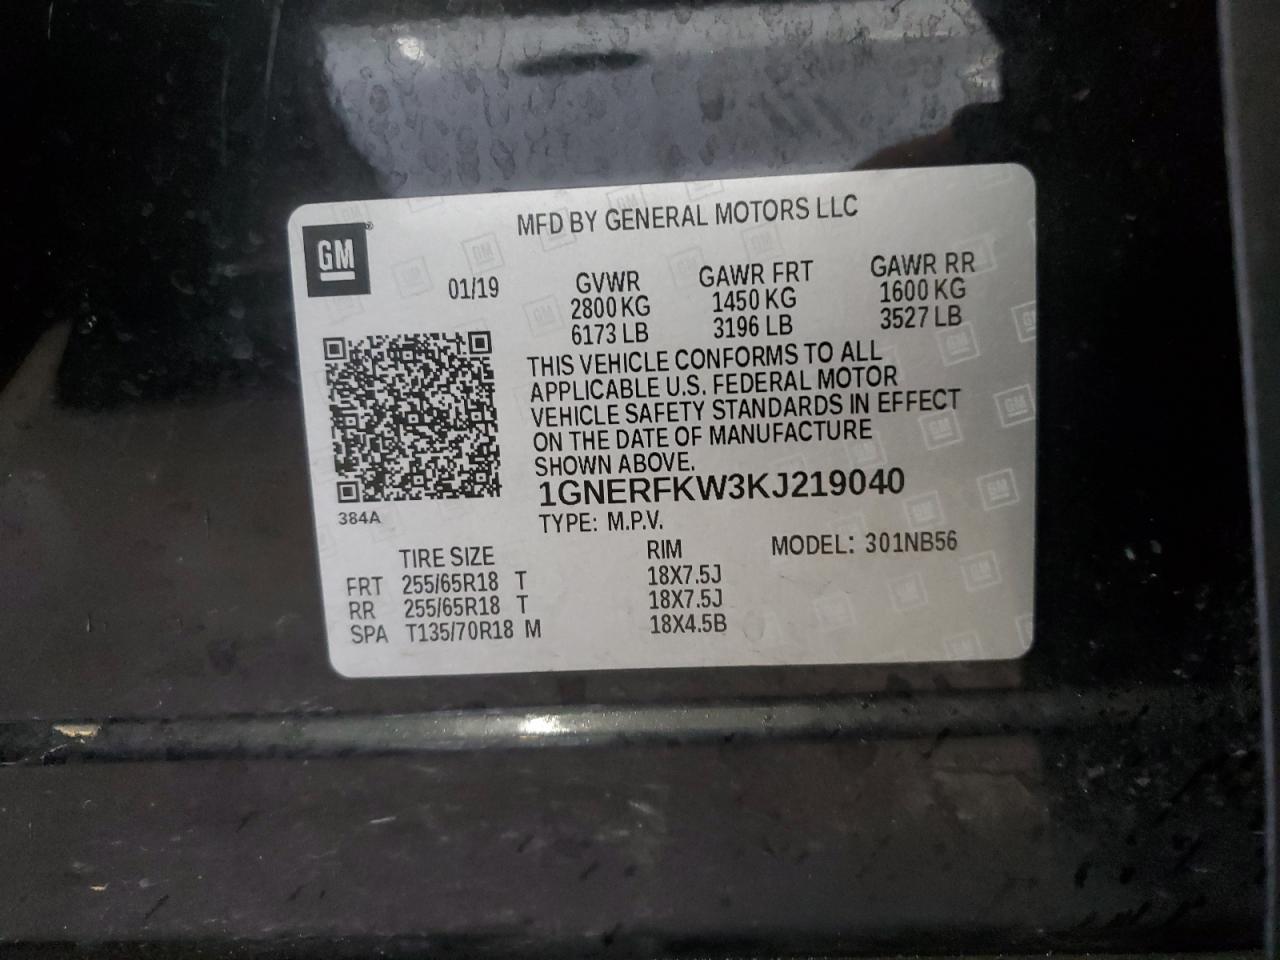 MFD BY GENERAL MOTORS LLC
GM®
01/19
GVWR GAWR FRT GAWR RR
2800 KG 1450 KG 1600 KG
6173 LB 3196 LB 3527 LB
THIS VEHICLE CONFORMS TO ALL
APPLICABLE U.S. FEDERAL MOTOR
VEHICLE SAFETY STANDARDS IN EFFECT
ON THE DATE OF MANUFACTURE
SHOWN ABOVE.
1GNERFKW3KJ219040
384A
TYPE: M.P.V.
TIRE SIZE RIM MODEL: 301NB56
FRT 255/65R18 T 18X7.5J
RR 255/65R18 T 18X7.5J
SPA T135/70R18 M 18X4.5B